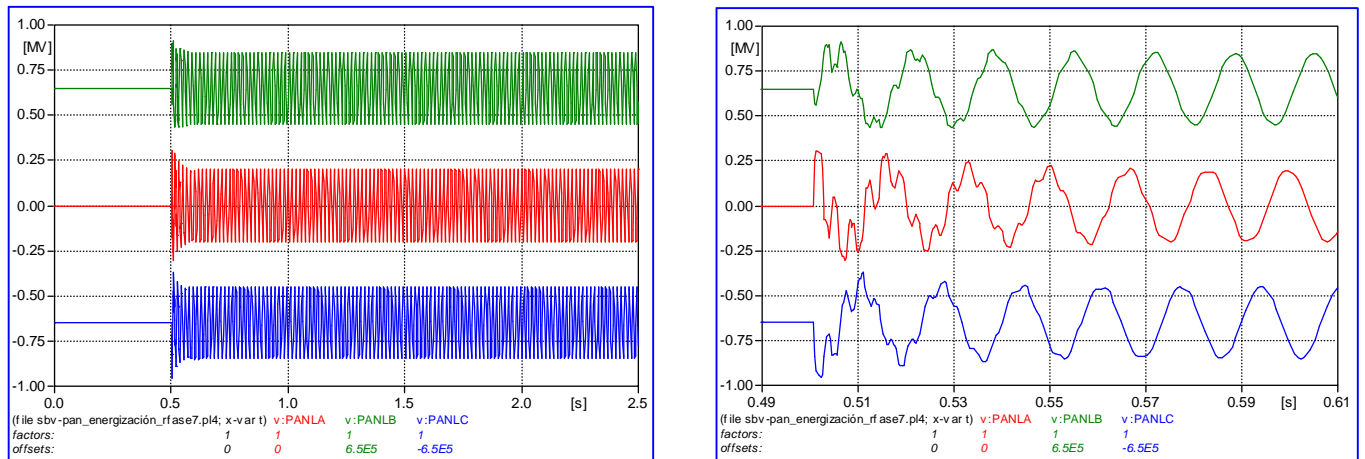 1.00
[MV]
0.75
0.50
0.25
0.00
-0.25
-0.50
-0.75
-1.00
0.0 0.5 1.0 1.5 2.0 [s] 2.5
(file sbv-pan_energización_rfase7.pl4; x-var t) v:PANLA v:PANLB v:PANLC
factors: 1 1 1 1
offsets: 0 0 6.5E5 -6.5E5
1.00
[MV]
0.75
0.50
0.25
0.00
-0.25
-0.50
-0.75
-1.00
0.49 0.51 0.53 0.55 0.57 0.59 [s] 0.61
(file sbv-pan_energización_rfase7.pl4; x-var t) v:PANLA v:PANLB v:PANLC
factors: 1 1 1 1
offsets: 0 0 6.5E5 -6.5E5